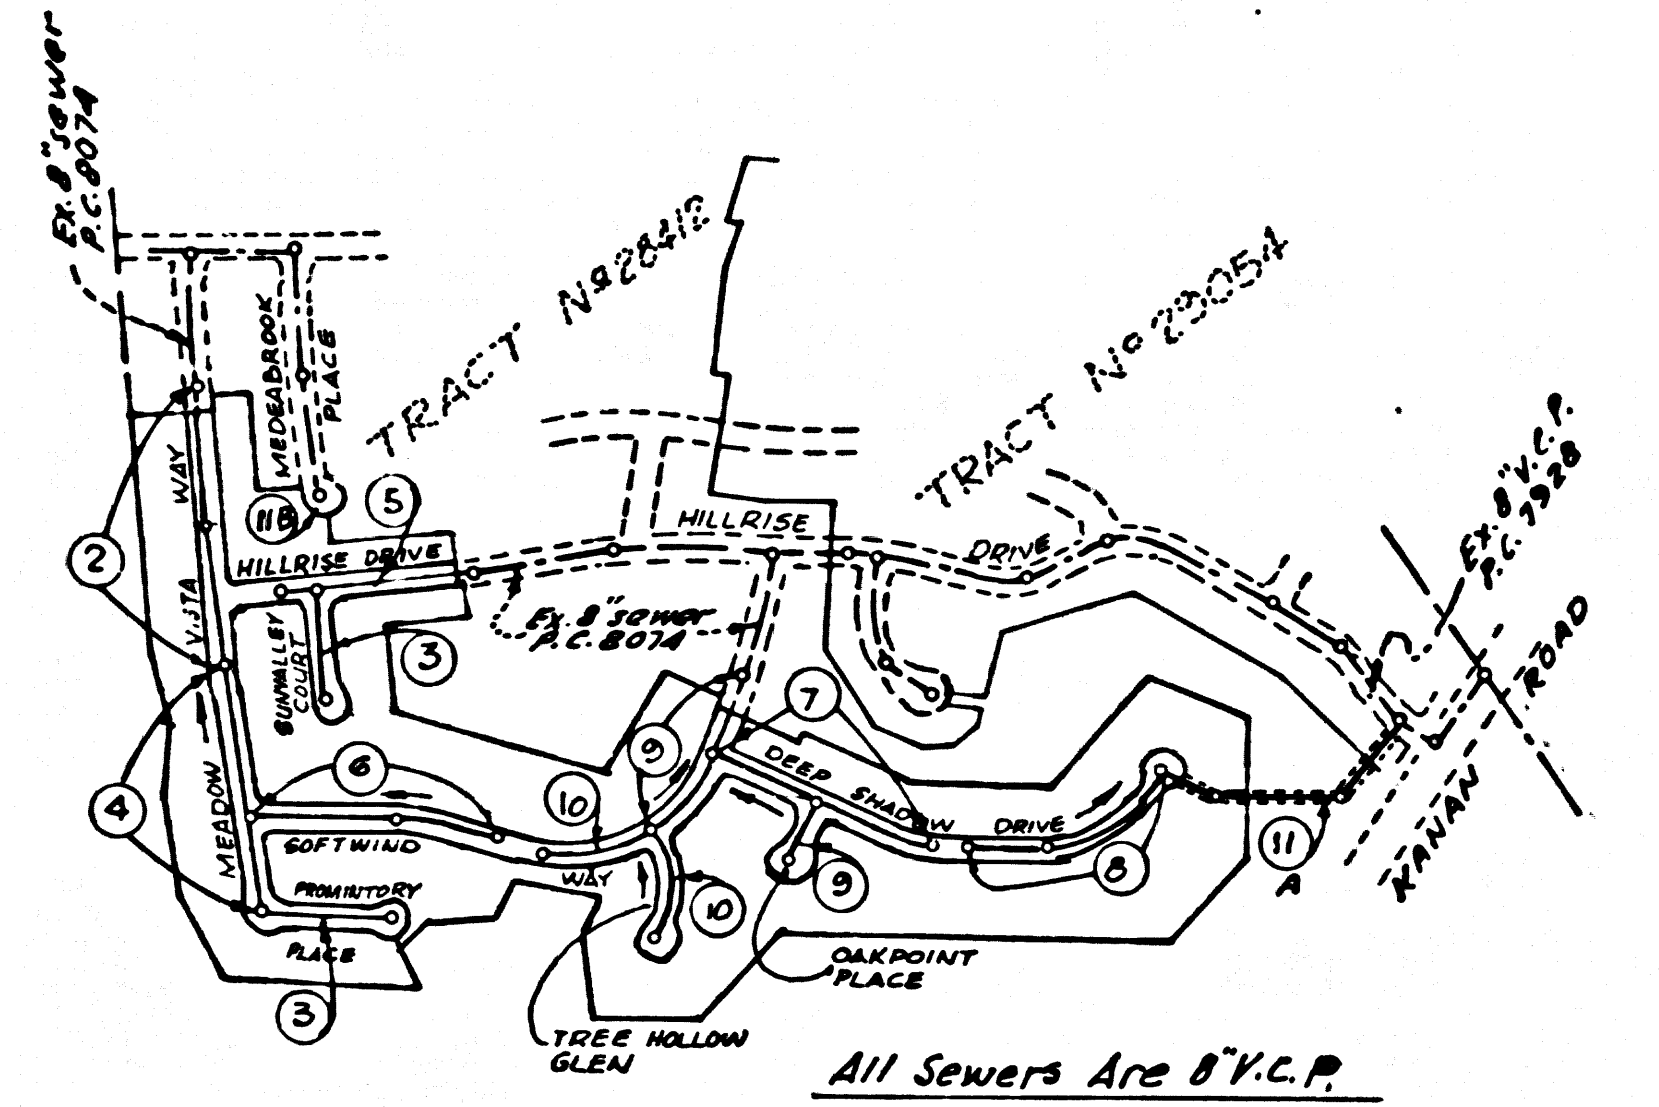 Ex. 8" sewer
P.C. 8074
TRACT Nº 28412
TRACT Nº 29054
MEDEABROOK
PLACE
Ex. 8" V.C.P.
P.C. 7928
WAY
5
11B
HILLRISE
HILLRISE DRIVE
DRIVE
2
VISTA
Ex. 8" sewer
P.C. 8074
SUNVALLEY
COURT
3
ROAD
7
9
6
DEEP
10
SHADOW
DRIVE
KANAN
4
MEADOW
SOFTWIND
11
A
8
9
WAY
PROMINTORY
10
PLACE
OAKPOINT
PLACE
3
TREE HOLLOW
GLEN
All Sewers Are 8" V.C.P.